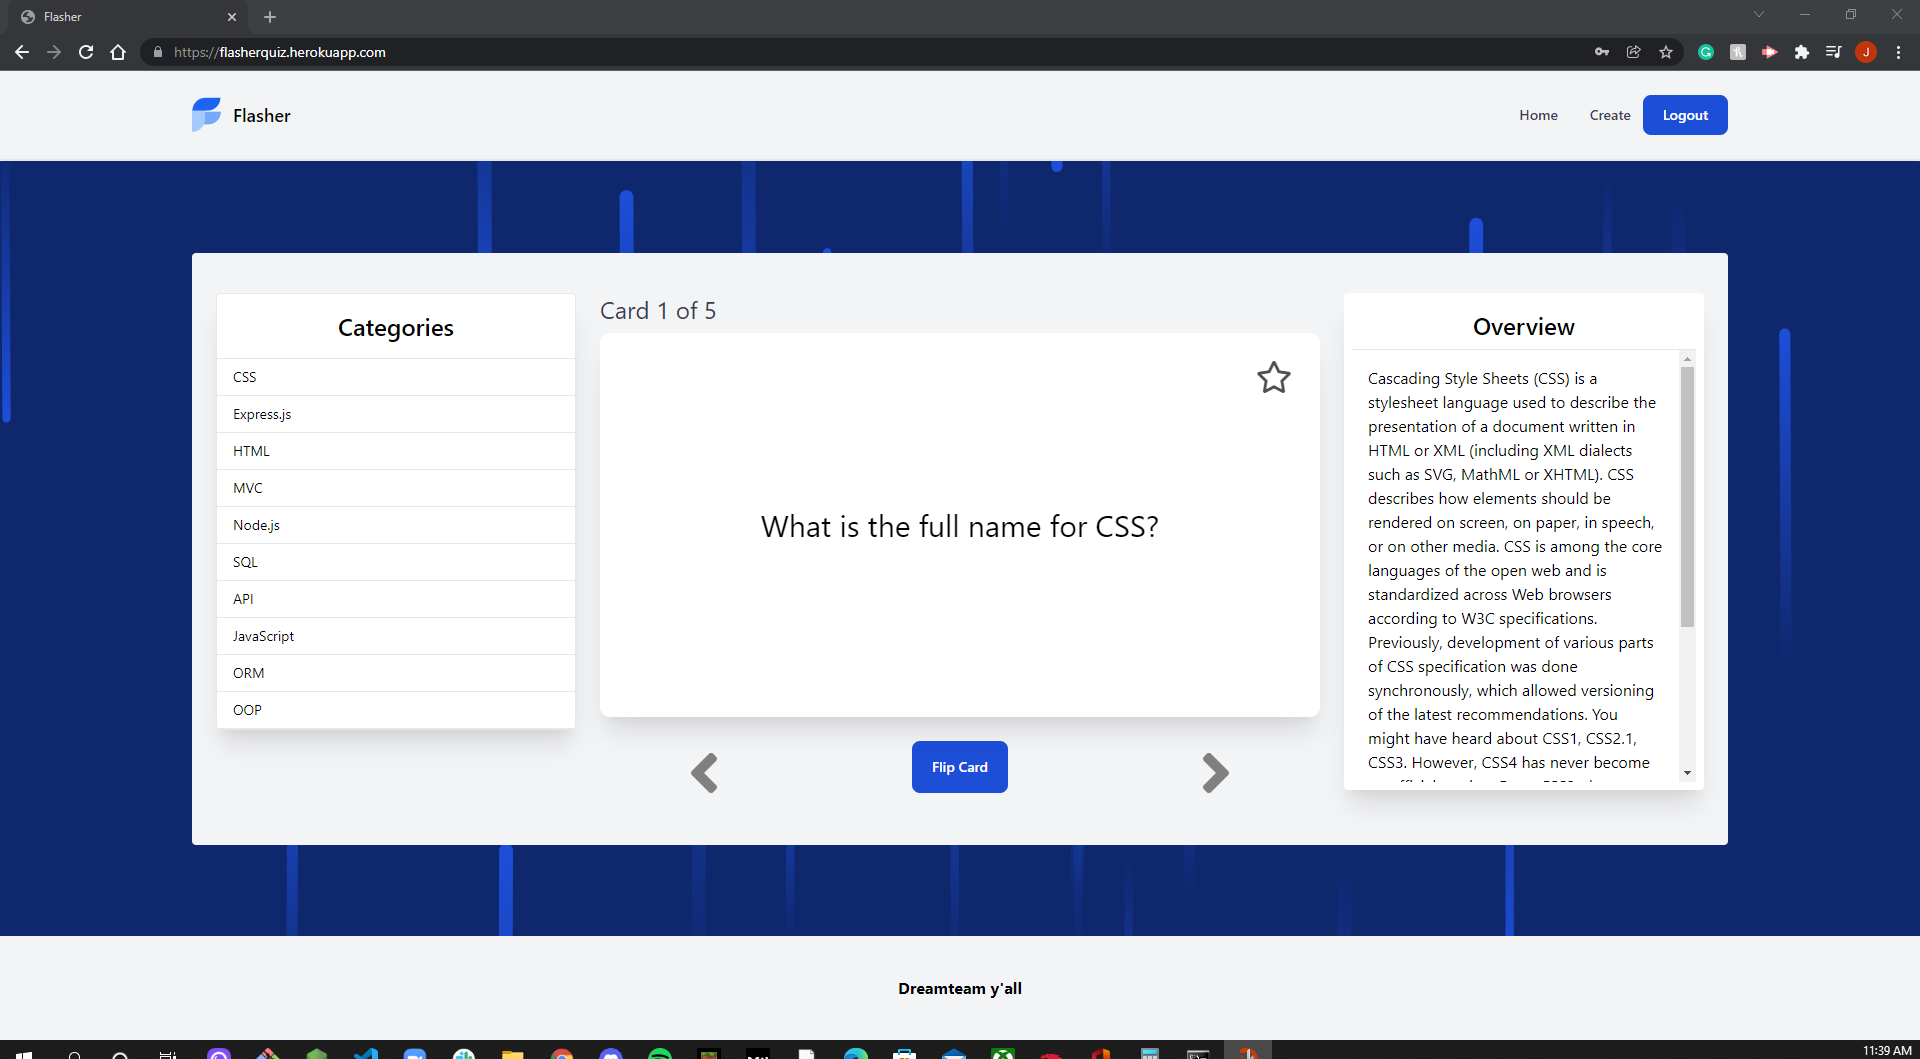 Flasher
https://flasherquiz.herokuapp.com
J
Flasher
Home
Create
Logout
Categories
CSS
Express.js
HTML
MVC
Node.js
SQL
API
JavaScript
ORM
OOP
Card 1 of 5
What is the full name for CSS?
Flip Card
Overview
Cascading Style Sheets (CSS) is a
stylesheet language used to describe the
presentation of a document written in
HTML or XML (including XML dialects
such as SVG, MathML or XHTML). CSS
describes how elements should be
rendered on screen, on paper, in speech,
or on other media. CSS is among the core
languages of the open web and is
standardized across Web browsers
according to W3C specifications.
Previously, development of various parts
of CSS specification was done
synchronously, which allowed versioning
of the latest recommendations. You
might have heard about CSS1, CSS2.1,
CSS3. However, CSS4 has never become
Dreamteam y'all
11:39 AM